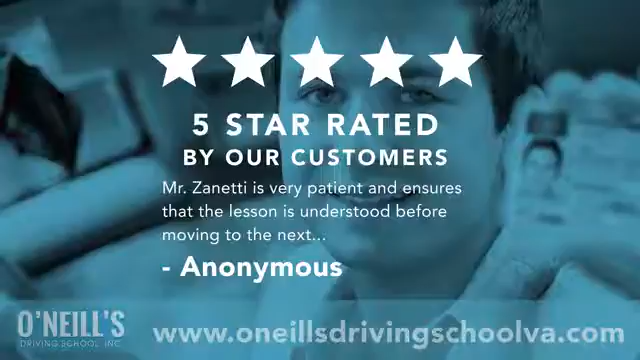 5 STAR RATED
BY OUR CUSTOMERS
Mr. Zanetti is very patient and ensures
that the lesson is understood before
moving to the next...
- Anonymous
O'NEILL'S
DRIVING SCHOOL, INC.
www.oneillsdrivingschoolva.com